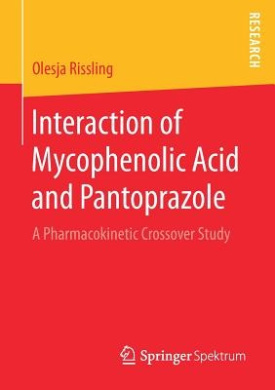 RESEARCH
Olesja Rissling
Interaction of
Mycophenolic Acid
and Pantoprazole
A Pharmacokinetic Crossover Study
Springer Spektrum